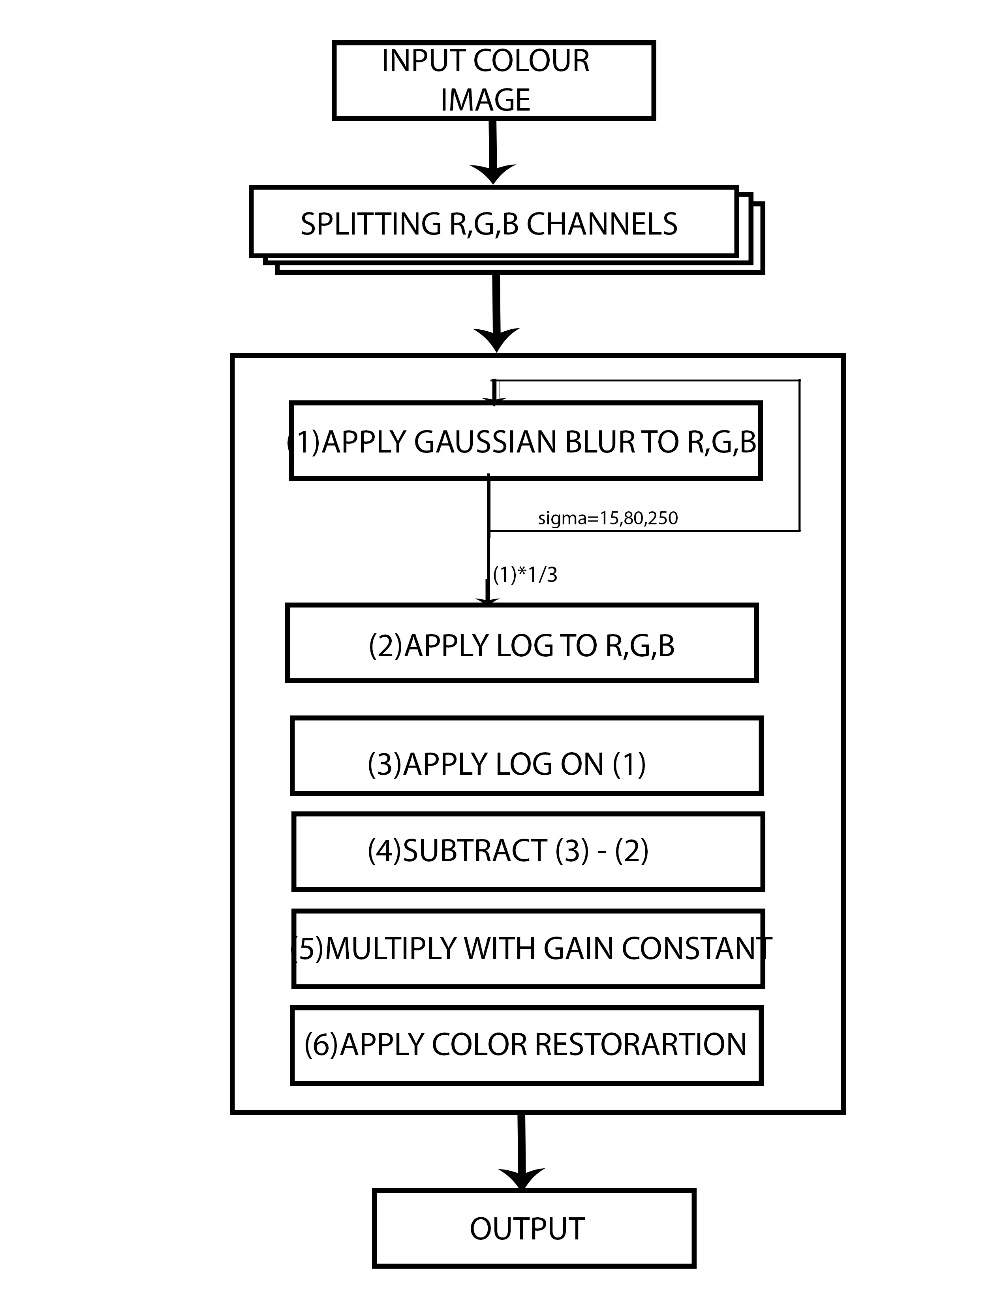 INPUT COLOUR
IMAGE
SPLITTING R,G,B CHANNELS
(1)APPLY GAUSSIAN BLUR TO R,G,B
sigma=15,80,250
(1)*1/3
(2)APPLY LOG TO R,G,B
(3)APPLY LOG ON (1)
(4)SUBTRACT (3) - (2)
(5)MULTIPLY WITH GAIN CONSTANT
(6)APPLY COLOR RESTORARTION
OUTPUT